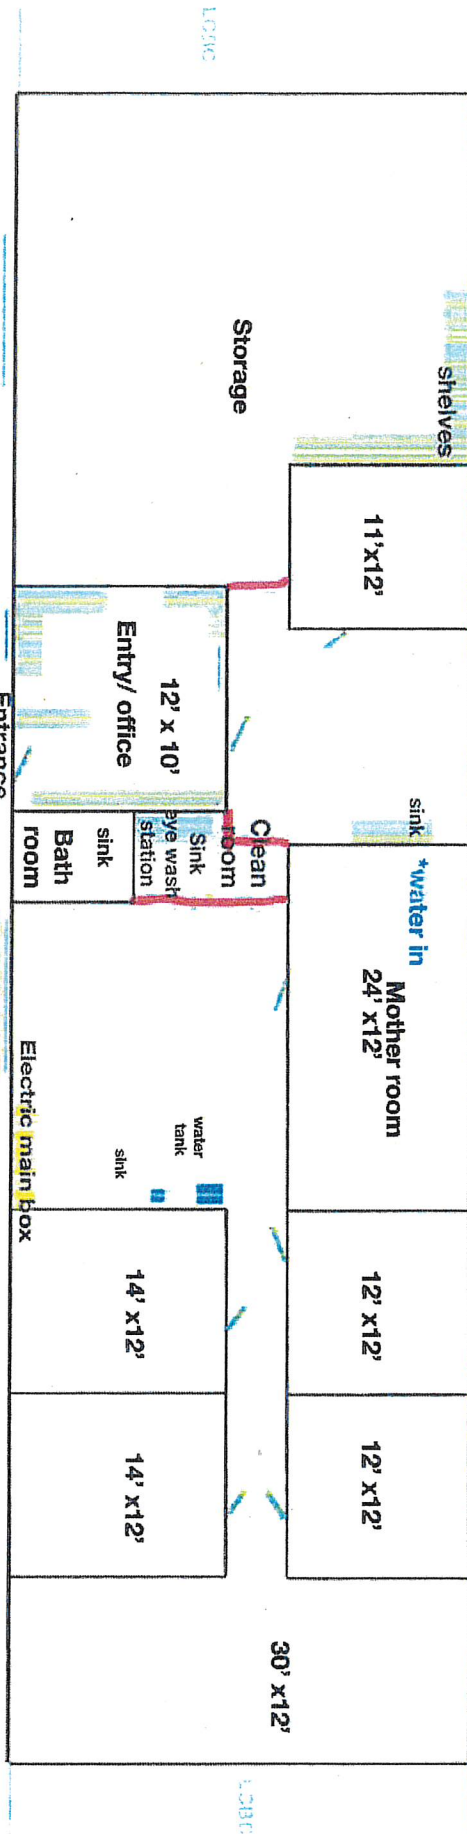 shelves
Storage
11'x12'
12' x 10'
Entry/ office
Entrance
sink
*water in
Mother room
24' x12'
Clean
room
Sink
eye wash
station
sink
Bath
room
water
tank
sink
Electric main box
12' x12'
14' x12'
12' x12'
14' x12'
30' x12'